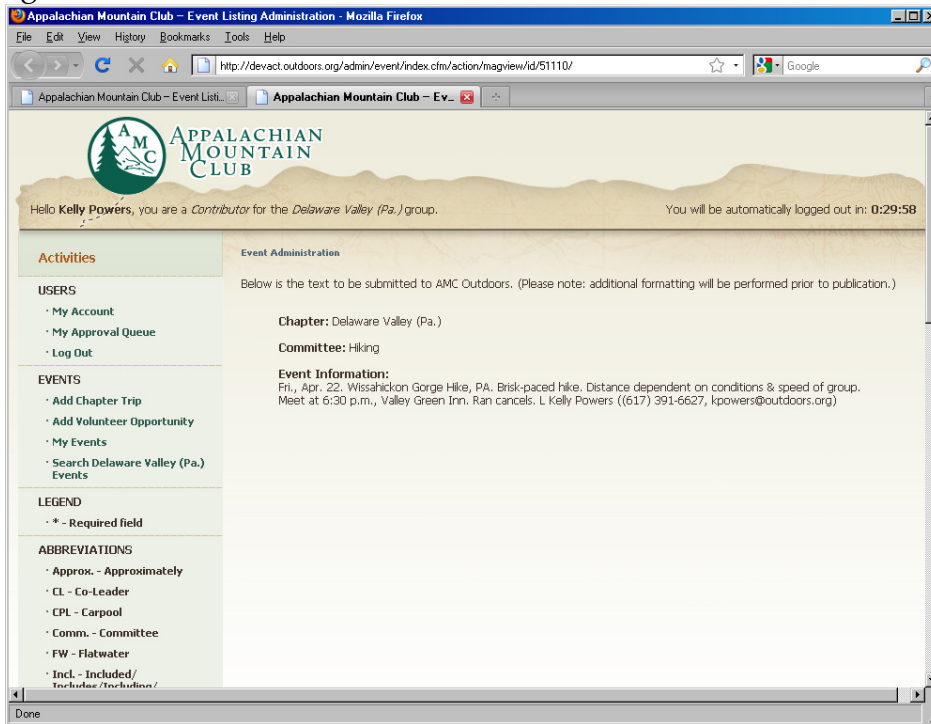 Appalachian Mountain Club – Event Listing Administration - Mozilla Firefox
File Edit View History Bookmarks Tools Help
http://devact.outdoors.org/admin/event/index.cfm/action/magview/id/51110/
Google
Appalachian Mountain Club – Event Listi...
Appalachian Mountain Club – Ev...
AMC
APPALACHIAN
MOUNTAIN
CLUB
Hello Kelly Powers, you are a Contributor for the Delaware Valley (Pa.) group.
You will be automatically logged out in: 0:29:58
Activities
USERS
· My Account
· My Approval Queue
· Log Out
EVENTS
· Add Chapter Trip
· Add Volunteer Opportunity
· My Events
· Search Delaware Valley (Pa.)
Events
LEGEND
· * - Required field
ABBREVIATIONS
· Approx. - Approximately
· CL - Co-Leader
· CPL - Carpool
· Comm. - Committee
· FW - Flatwater
· Incl. - Included/
Includes/Including/
Event Administration
Below is the text to be submitted to AMC Outdoors. (Please note: additional formatting will be performed prior to publication.)
Chapter: Delaware Valley (Pa.)
Committee: Hiking
Event Information:
Fri., Apr. 22. Wissahickon Gorge Hike, PA. Brisk-paced hike. Distance dependent on conditions & speed of group.
Meet at 6:30 p.m., Valley Green Inn. Ran cancels. L Kelly Powers ((617) 391-6627, kpowers@outdoors.org)
Done